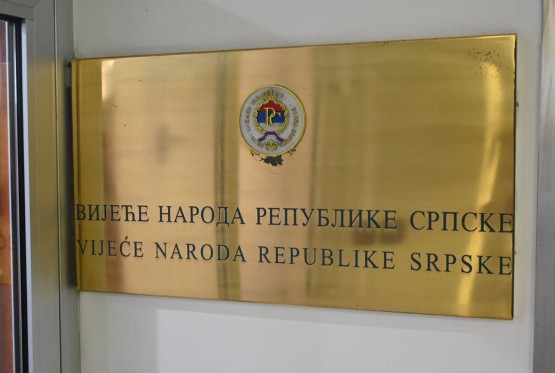 ВИЈЕЋЕ НАРОДА РЕПУБЛИКЕ СРПСКЕ
VIJEĆE NARODA REPUBLIKE SRPSKE